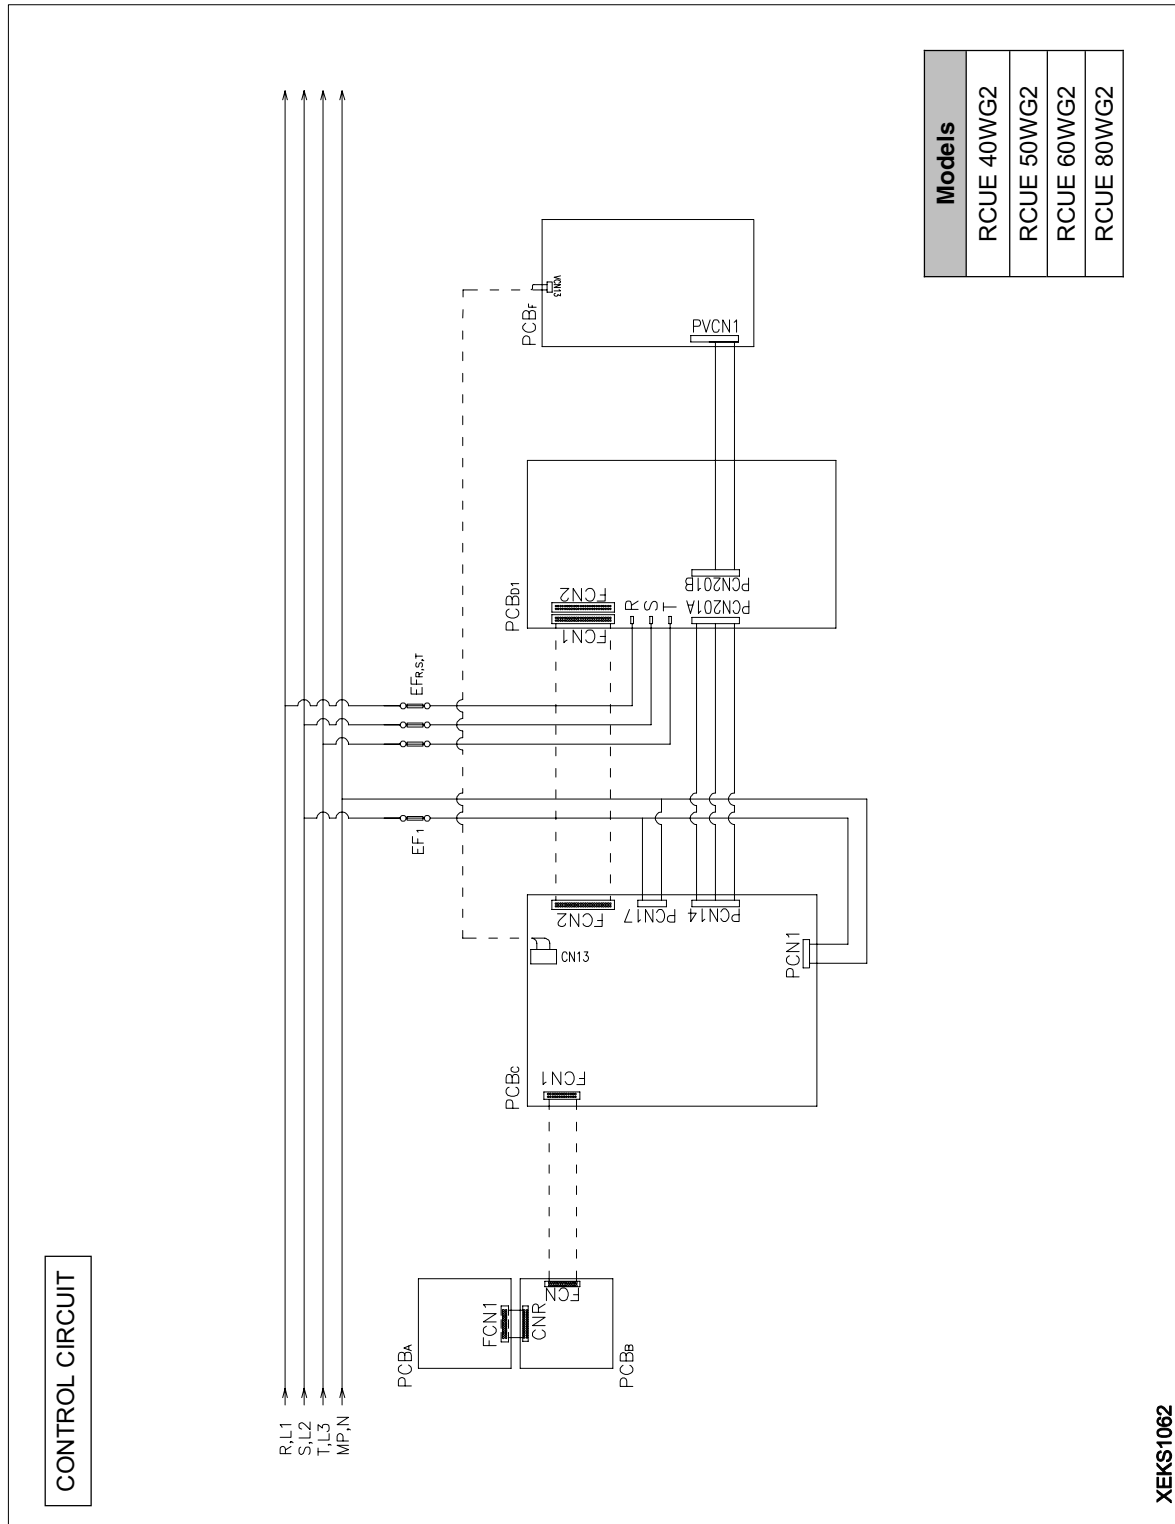 CONTROL CIRCUIT
R,L1
S,L2
T,L3
MP,N
PCBA
FCN1
CNR
PCBB
FCN
PCBC
FCN1
CN13
FCN2
PCN17
PCN14
PCN1
EF1
EFR,S,T
PCBD1
FCN1
FCN2
R
S
T
PCN201A
PCN201B
PCBF
VCN13
PVCN1
Models
RCUE 40WG2
RCUE 50WG2
RCUE 60WG2
RCUE 80WG2
XEKS1062